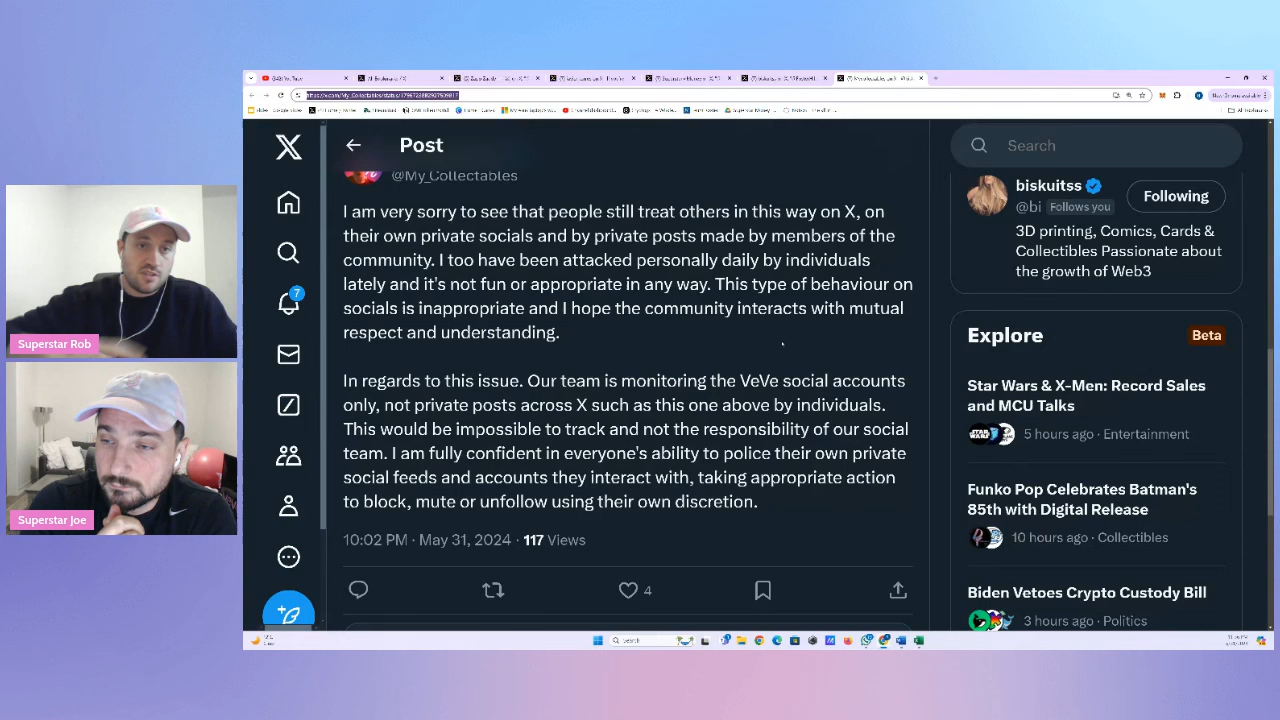 Post
Search
@My_Collectables
I am very sorry to see that people still treat others in this way on X, on
their own private socials and by private posts made by members of the
community. I too have been attacked personally daily by individuals
lately and it's not fun or appropriate in any way. This type of behaviour on
socials is inappropriate and I hope the community interacts with mutual
respect and understanding.
In regards to this issue. Our team is monitoring the VeVe social accounts
only, not private posts across X such as this one above by individuals.
This would be impossible to track and not the responsibility of our social
team. I am fully confident in everyone's ability to police their own private
social feeds and accounts they interact with, taking appropriate action
to block, mute or unfollow using their own discretion.
10:02 PM · May 31, 2024 · 117 Views
4
7
biskuitss
@bi Follows you
Following
3D printing, Comics, Cards &
Collectibles Passionate about
the growth of Web3
Explore
Beta
Star Wars & X-Men: Record Sales
and MCU Talks
5 hours ago · Entertainment
Funko Pop Celebrates Batman's
85th with Digital Release
10 hours ago · Collectibles
Biden Vetoes Crypto Custody Bill
3 hours ago · Politics
Superstar Rob
Superstar Joe
Search